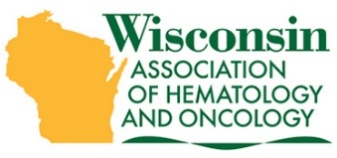 Wisconsin
ASSOCIATION
OF HEMATOLOGY
AND ONCOLOGY